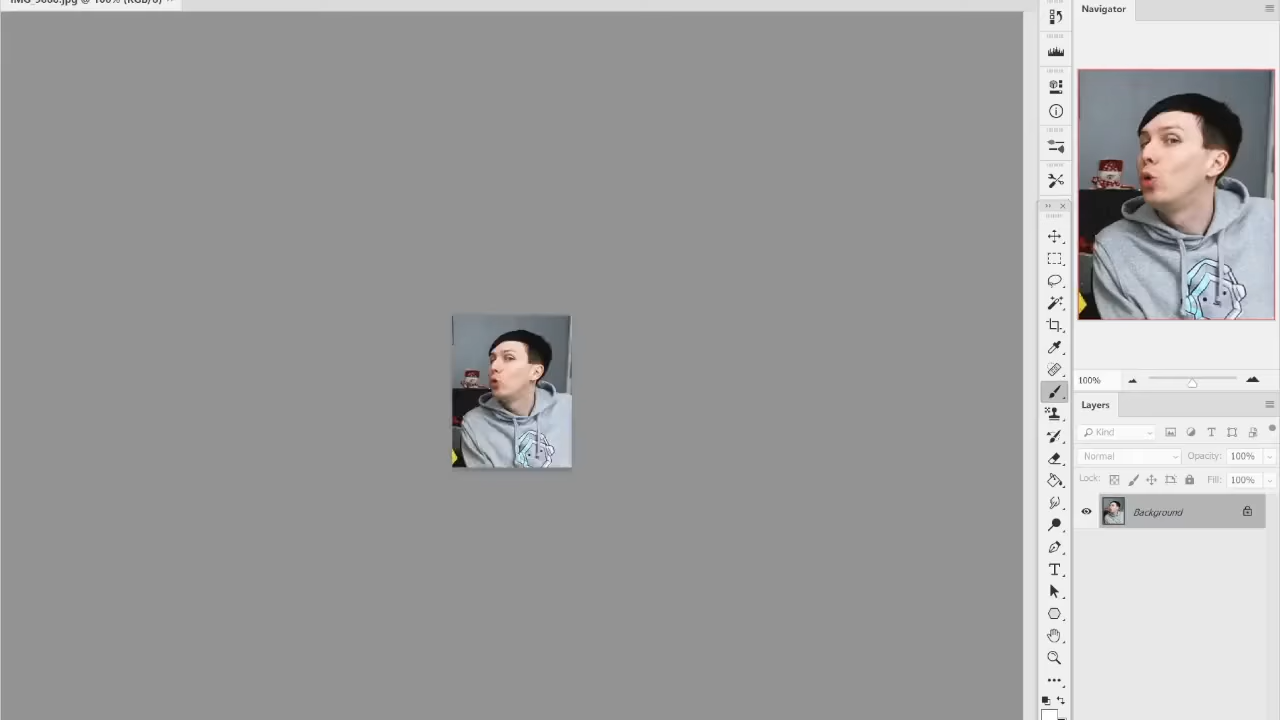 Navigator
100%
Layers
Kind
Normal
Opacity:
100%
Lock:
Fill:
100%
Background